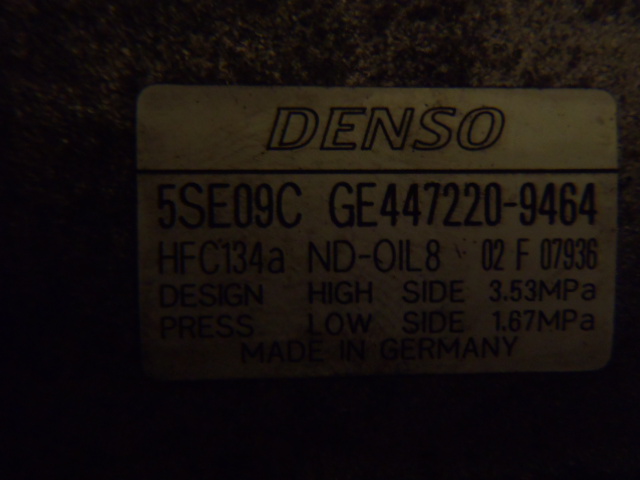 DENSO
5SE09C GE447220-9464
HFC134a ND-OIL8 02 F 07936
DESIGN HIGH SIDE 3.53MPa
PRESS. LOW SIDE 1.67MPa
MADE IN GERMANY